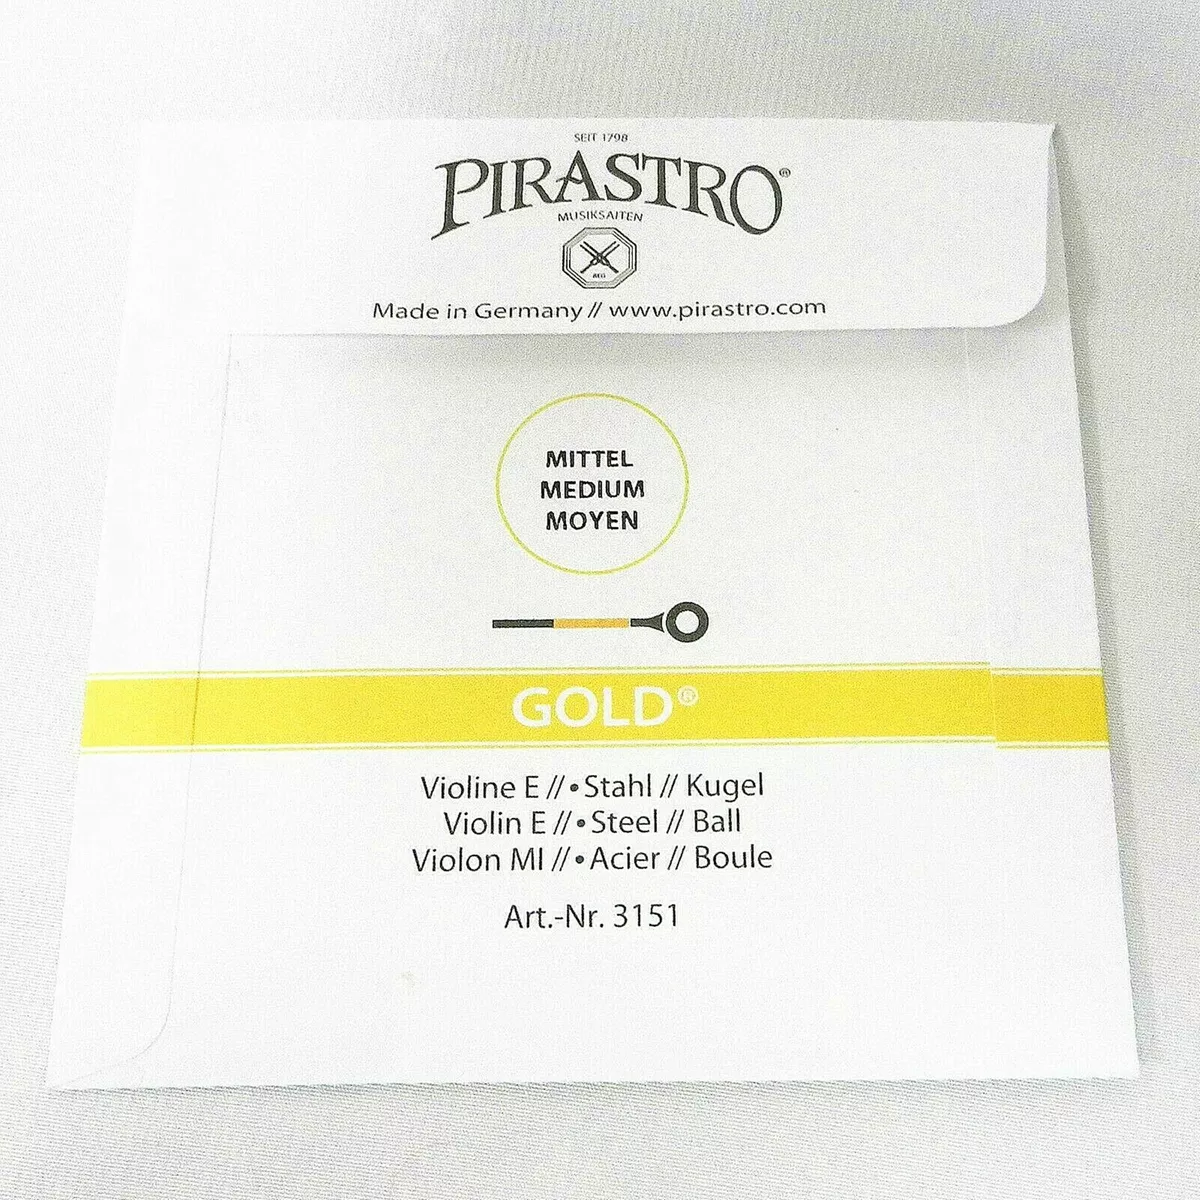 SEIT 1798
PIRASTRO®
MUSIKSAITEN
Made in Germany // www.pirastro.com
MITTEL
MEDIUM
MOYEN
GOLD®
Violine E // • Stahl // Kugel
Violin E // • Steel // Ball
Violon MI // • Acier // Boule
Art.-Nr. 3151